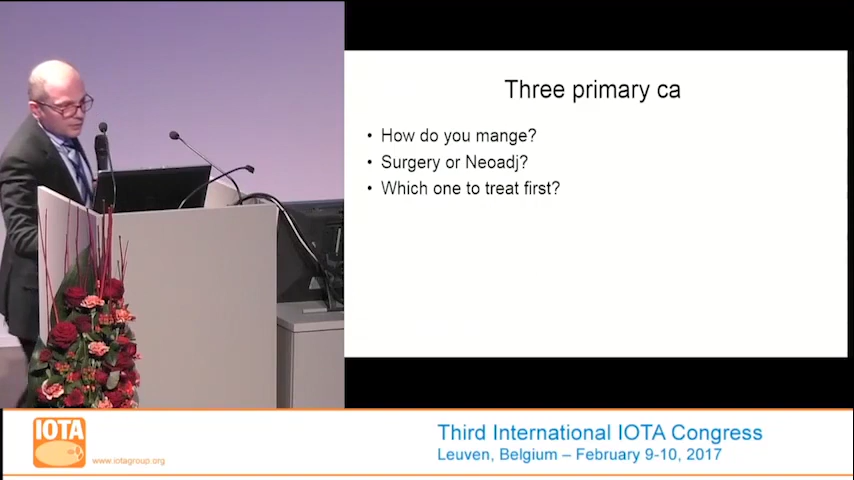 Three primary ca
• How do you mange?
• Surgery or Neoadj?
• Which one to treat first?
IOTA
www.iotagroup.org
Third International IOTA Congress
Leuven, Belgium – February 9-10, 2017